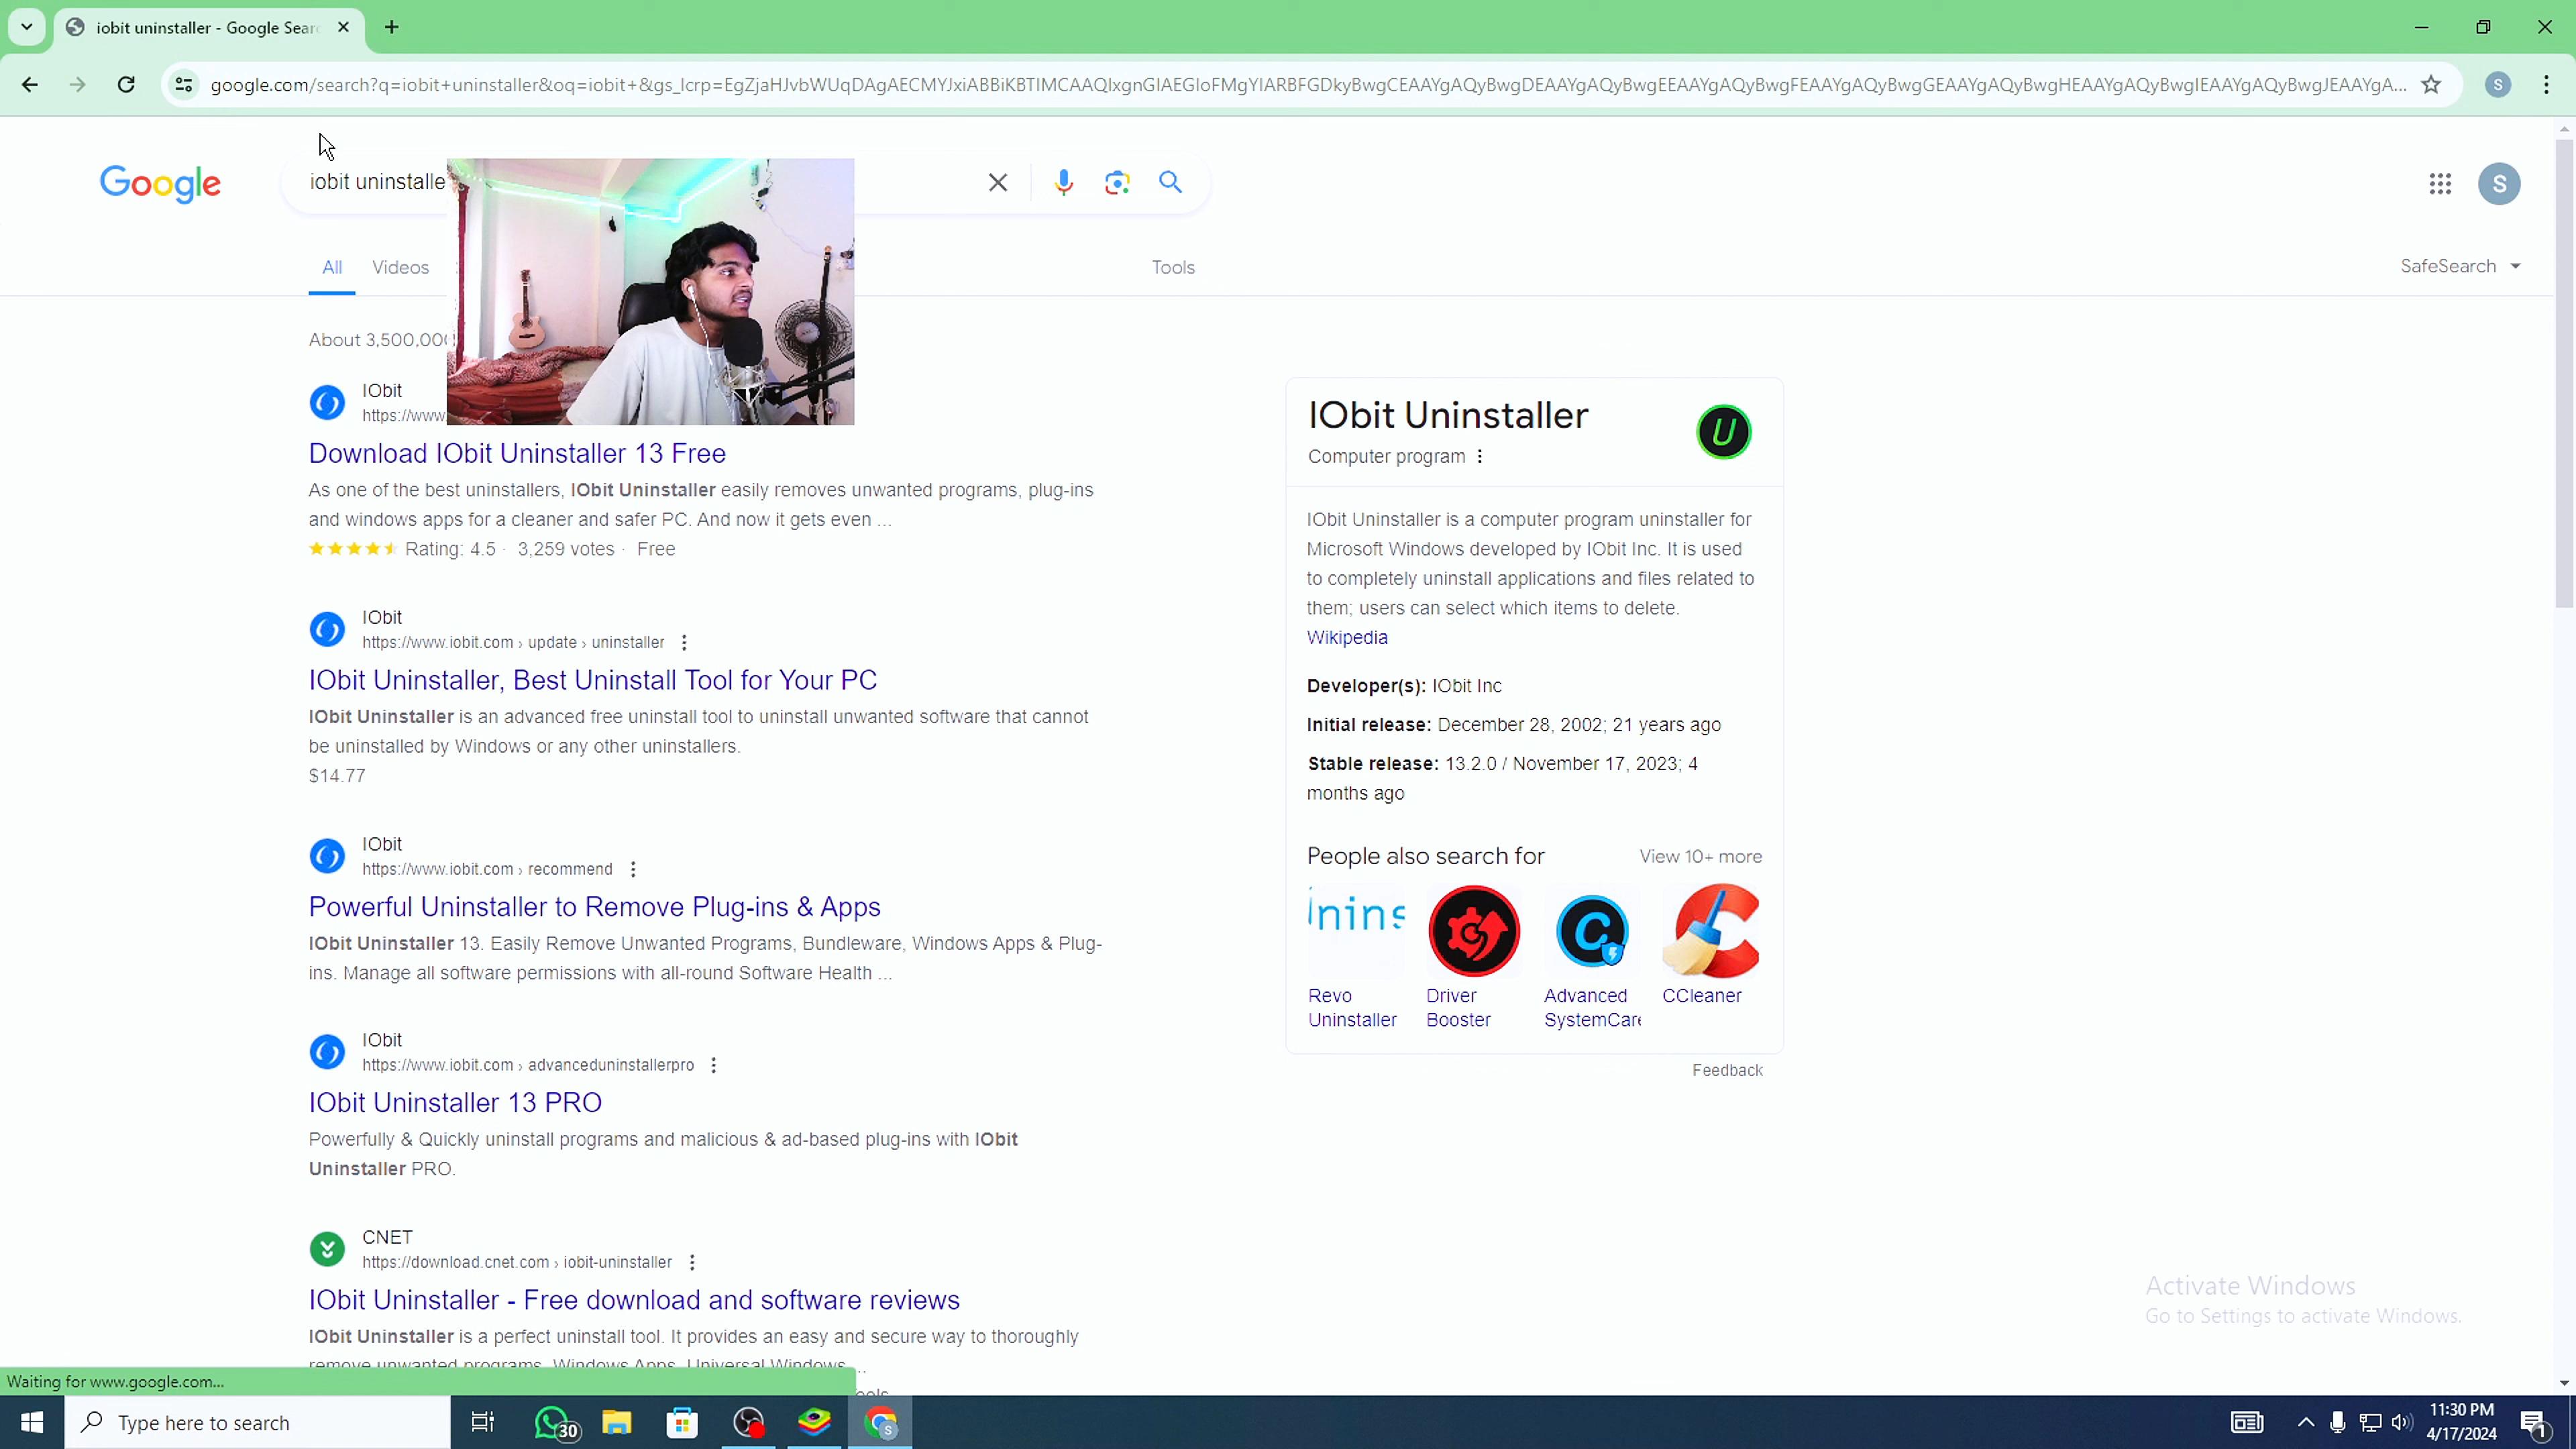 iobit uninstaller - Google Sear
google.com/search?q=iobit+uninstaller&oq=iobit+&gs_lcrp=EgZjaHJvbWUqDAgAECMYJxiABBiKBTIMCAAQIxgnGIAEGIoFMgYIARBFGDkyBwgCEAAYgAQyBwgDEAAYgAQyBwgEEAAYgAQyBwgFEAAYgAQyBwgGEAAYgAQyBwgHEAAYgAQyBwgIEAAYgAQyBwgJEAAYgA...
S
Google
iobit uninstalle
S
All Videos Tools SafeSearch
About 3,500,000
IObit
https://www.
Download IObit Uninstaller 13 Free
As one of the best uninstallers, IObit Uninstaller easily removes unwanted programs, plug-ins
and windows apps for a cleaner and safer PC. And now it gets even ...
Rating: 4.5 · 3,259 votes · Free
IObit
https://www.iobit.com › update › uninstaller
IObit Uninstaller, Best Uninstall Tool for Your PC
IObit Uninstaller is an advanced free uninstall tool to uninstall unwanted software that cannot
be uninstalled by Windows or any other uninstallers.
$14.77
IObit
https://www.iobit.com › recommend
Powerful Uninstaller to Remove Plug-ins & Apps
IObit Uninstaller 13. Easily Remove Unwanted Programs, Bundleware, Windows Apps & Plug-
ins. Manage all software permissions with all-round Software Health ...
IObit
https://www.iobit.com › advanceduninstallerpro
IObit Uninstaller 13 PRO
Powerfully & Quickly uninstall programs and malicious & ad-based plug-ins with IObit
Uninstaller PRO.
CNET
https://download.cnet.com › iobit-uninstaller
IObit Uninstaller - Free download and software reviews
IObit Uninstaller is a perfect uninstall tool. It provides an easy and secure way to thoroughly
remove unwanted programs, Windows Apps, Universal Windows ...
IObit Uninstaller
U
Computer program
IObit Uninstaller is a computer program uninstaller for
Microsoft Windows developed by IObit Inc. It is used
to completely uninstall applications and files related to
them; users can select which items to delete.
Wikipedia
Developer(s): IObit Inc
Initial release: December 28, 2002; 21 years ago
Stable release: 13.2.0 / November 17, 2023; 4
months ago
People also search for View 10+ more
Revo Uninstaller
Driver Booster
Advanced SystemCare
CCleaner
Feedback
Activate Windows
Go to Settings to activate Windows.
Waiting for www.google.com...
Type here to search
30
S
11:30 PM
4/17/2024
1